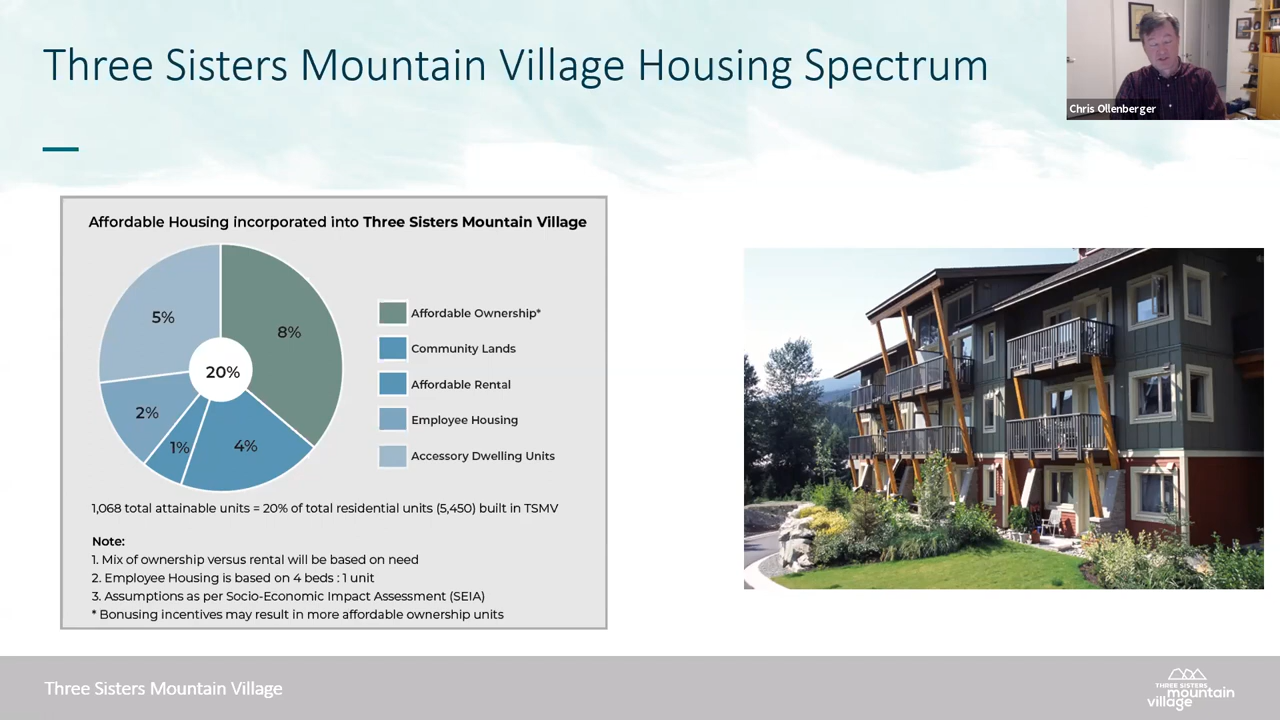 Three Sisters Mountain Village Housing Spectrum
Chris Ollenberger
Affordable Housing incorporated into Three Sisters Mountain Village
5%
8%
20%
2%
1%
4%
Affordable Ownership*
Community Lands
Affordable Rental
Employee Housing
Accessory Dwelling Units
1,068 total attainable units = 20% of total residential units (5,450) built in TSMV
Note:
1. Mix of ownership versus rental will be based on need
2. Employee Housing is based on 4 beds : 1 unit
3. Assumptions as per Socio-Economic Impact Assessment (SEIA)
* Bonusing incentives may result in more affordable ownership units
Three Sisters Mountain Village
THREE SISTERS
mountain
village